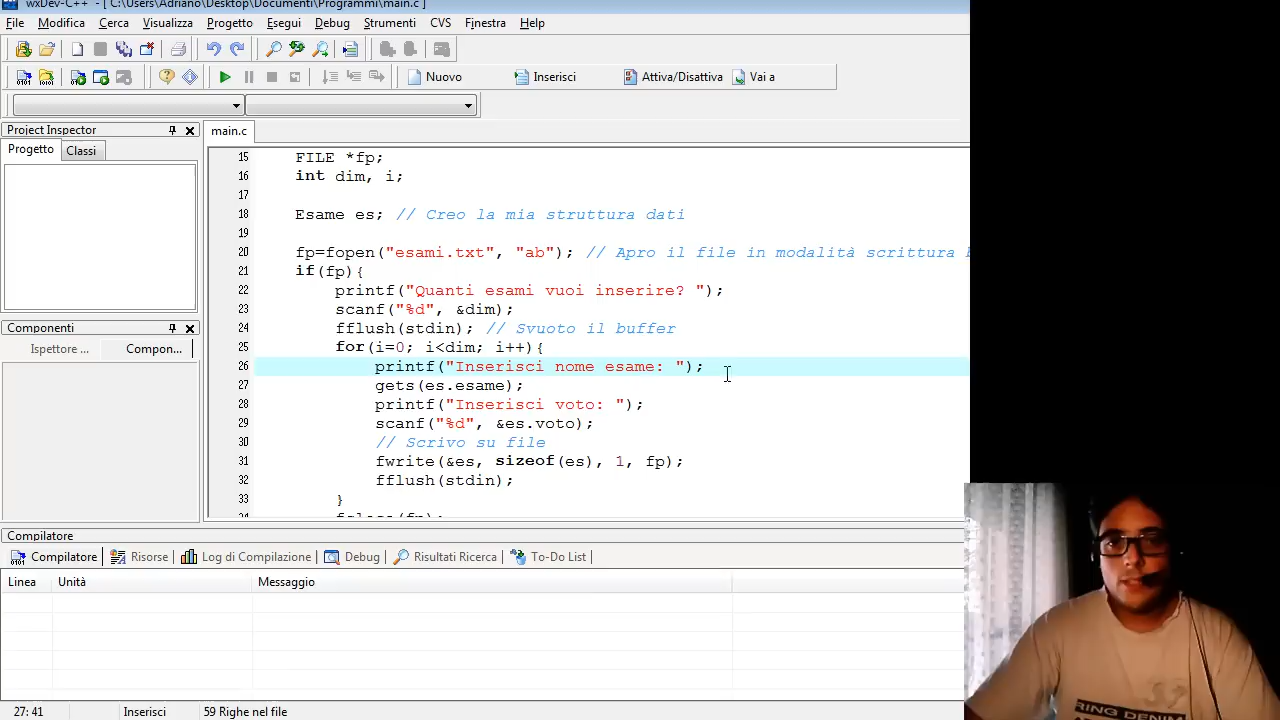 wxDev-C++ - [ C:\Users\Adriano\Desktop\Documenti\Programmi\main.c ]
File Modifica Cerca Visualizza Progetto Esegui Debug Strumenti CVS Finestra Help
Nuovo Inserisci Attiva/Disattiva Vai a
Project Inspector
main.c
Progetto Classi
15 FILE *fp;
16 int dim, i;
17
18 Esame es; // Creo la mia struttura dati
19
20 fp=fopen("esami.txt", "ab"); // Apro il file in modalità scrittura
21 if(fp){
22 printf("Quanti esami vuoi inserire? ");
23 scanf("%d", &dim);
24 fflush(stdin); // Svuoto il buffer
25 for(i=0; i<dim; i++){
26 printf("Inserisci nome esame: ");
27 gets(es.esame);
28 printf("Inserisci voto: ");
29 scanf("%d", &es.voto);
30 // Scrivo su file
31 fwrite(&es, sizeof(es), 1, fp);
32 fflush(stdin);
33 }
Componenti
Ispettore ... Compon...
Compilatore
Compilatore Risorse Log di Compilazione Debug Risultati Ricerca To-Do List
Linea Unità Messaggio
27: 41 Inserisci 59 Righe nel file
RING DENIM